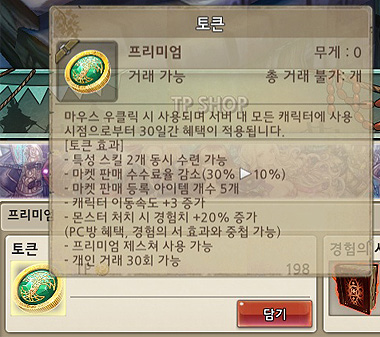 토큰
프리미엄 무게 : 0
거래 가능 총 거래 불가: 개
TP SHOP
마우스 우클릭 시 사용되며 서버 내 모든 캐릭터에 사용
시점으로부터 30일간 혜택이 적용됩니다.
[토큰 효과]
- 특성 스킬 2개 동시 수련 가능
- 마켓 판매 수수료율 감소(30% ▶ 10%)
- 마켓 판매 등록 아이템 개수 5개
- 캐릭터 이동속도 +3 증가
- 몬스터 처치 시 경험치 +20% 증가
(PC방 혜택, 경험의 서 효과와 중첩 가능)
- 프리미엄 제스쳐 사용 가능
- 개인 거래 30회 가능
프리미엄
토큰
TP 198
담기
경험의 서